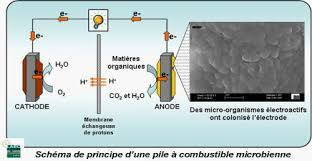 e-
e-
e-
e-
Matières
organiques
H₂O
O₂
H⁺
H⁺
CO₂ et H₂O
CATHODE
ANODE
Membrane
échangeuse
de protons
Des micro-organismes électroactifs
ont colonisé l'électrode
Schéma de principe d'une pile à combustible microbienne